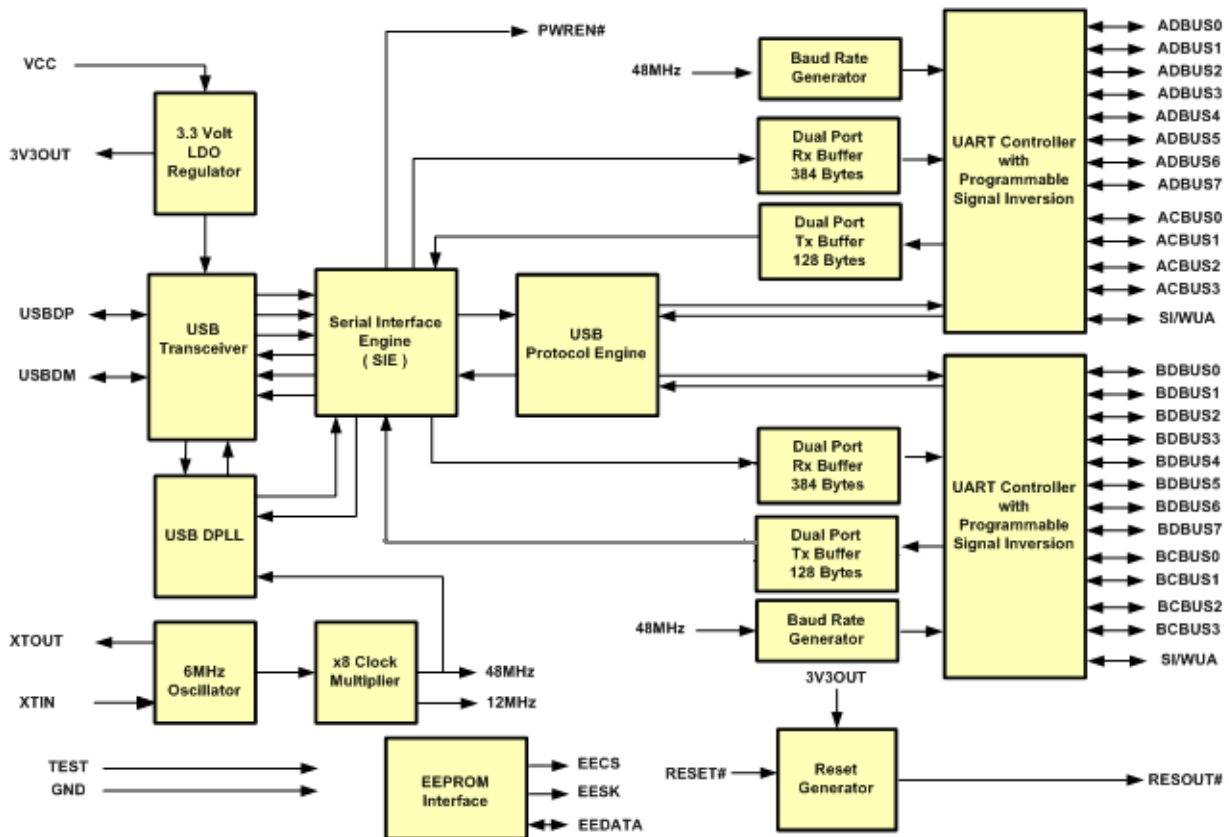 PWREN#
VCC
3.3 Volt
LDO
Regulator
3V3OUT
48MHz
Baud Rate
Generator
Dual Port
Rx Buffer
384 Bytes
Dual Port
Tx Buffer
128 Bytes
UART Controller
with
Programmable
Signal Inversion
ADBUS0
ADBUS1
ADBUS2
ADBUS3
ADBUS4
ADBUS5
ADBUS6
ADBUS7
ACBUS0
ACBUS1
ACBUS2
ACBUS3
SI/WUA
USBDP
USBDM
USB
Transceiver
Serial Interface
Engine
( SIE )
USB
Protocol Engine
USB DPLL
Dual Port
Rx Buffer
384 Bytes
Dual Port
Tx Buffer
128 Bytes
48MHz
Baud Rate
Generator
UART Controller
with
Programmable
Signal Inversion
BDBUS0
BDBUS1
BDBUS2
BDBUS3
BDBUS4
BDBUS5
BDBUS6
BDBUS7
BCBUS0
BCBUS1
BCBUS2
BCBUS3
SI/WUA
XTOUT
XTIN
6MHz
Oscillator
x8 Clock
Multiplier
48MHz
12MHz
3V3OUT
TEST
GND
EEPROM
Interface
EECS
EESK
EEDATA
RESET#
Reset
Generator
RESOUT#